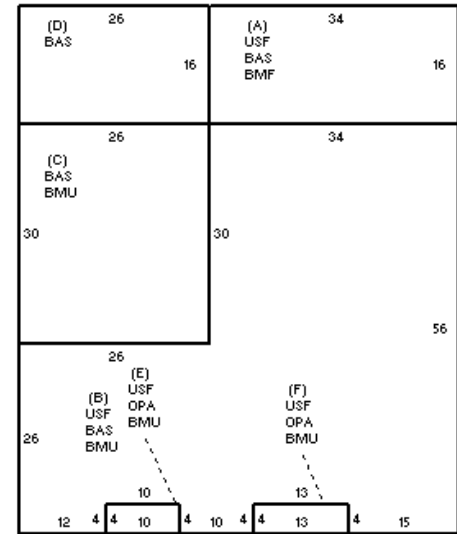 (D) 26 (A) 34
BAS USF
16 BAS 16
BMF
26 34
(C)
BAS
BMU
30 30
56
26
(E) (F)
(B) USF USF
USF OPA OPA
26 BAS BMU BMU
BMU
10 13
12 4 4 10 4 10 4 4 13 4 15